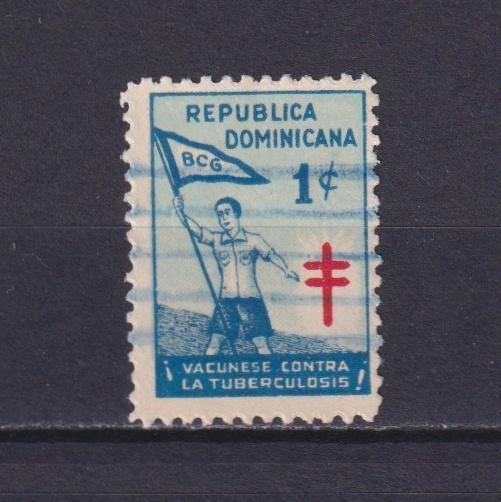 REPUBLICA
DOMINICANA
BCG
1¢
¡ VACUNESE CONTRA
LA TUBERCULOSIS !